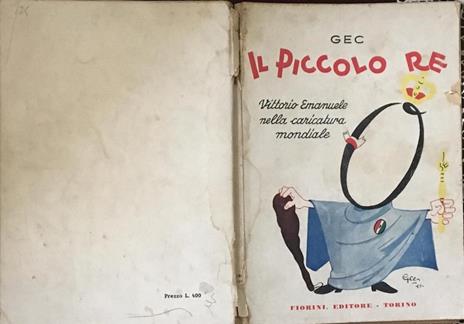 Prezzo L. 400
GEC
IL PICCOLO RE
Vittorio Emanuele
nella caricatura
mondiale
FIORINI, EDITORE - TORINO